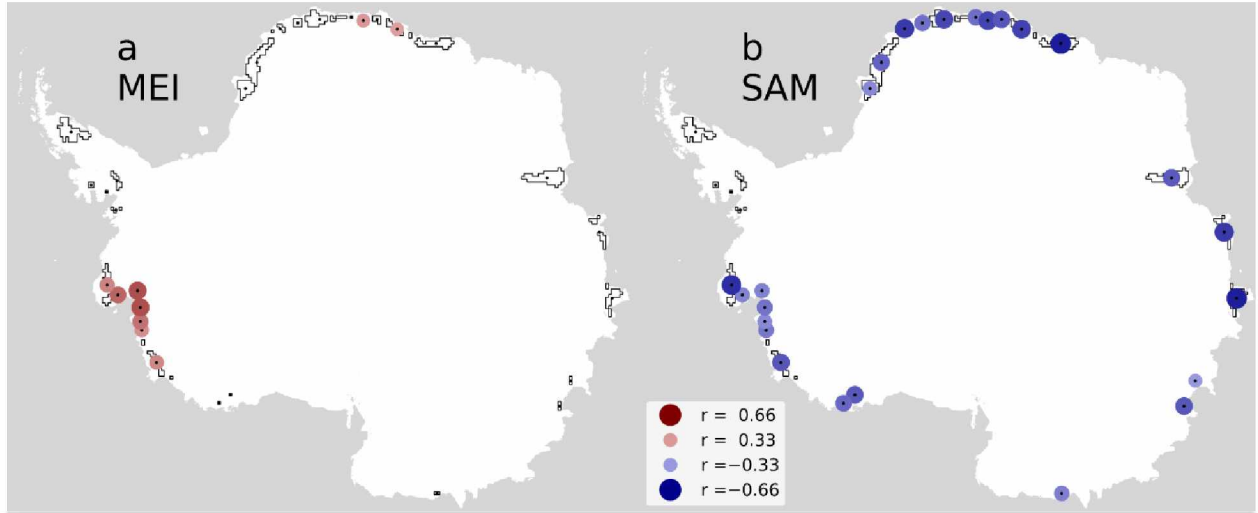 a
MEI
b
SAM
r = 0.66
r = 0.33
r =−0.33
r =−0.66